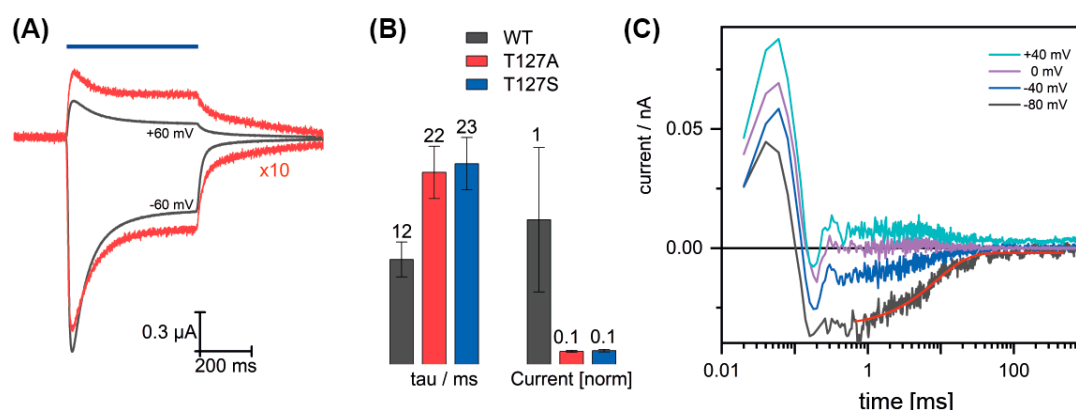 (A)
+60 mV
x10
-60 mV
0.3 µA
200 ms
(B)
WT
T127A
T127S
12
22
23
1
0.1
0.1
tau / ms
Current [norm]
(C)
+40 mV
0 mV
-40 mV
-80 mV
current / nA
0.05
0.00
0.01
1
100
time [ms]